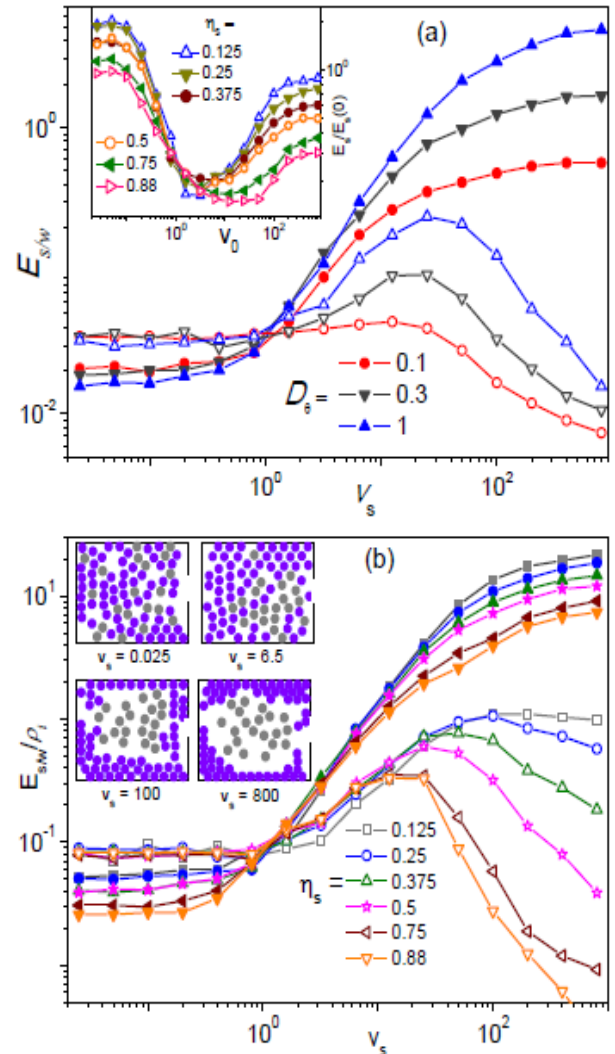 (a)
η_s =
0.125
0.25
0.375
0.5
0.75
0.88
10^0
E_s/E_s(0)
10^0
10^2
V_0
10^0
E_s/w
10^-2
D_θ =
0.1
0.3
1
10^0
10^2
V_s
(b)
v_s = 0.025
v_s = 6.5
v_s = 100
v_s = 800
10^1
E_s/w/ρ_i
10^-1
η_s =
0.125
0.25
0.375
0.5
0.75
0.88
10^0
10^2
v_s